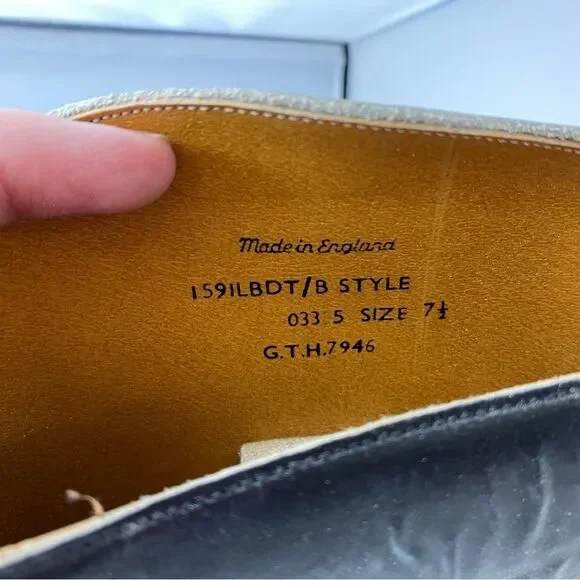 Made in England
1591LBDT/B STYLE
033 5 SIZE 7½
G.T.H.7946